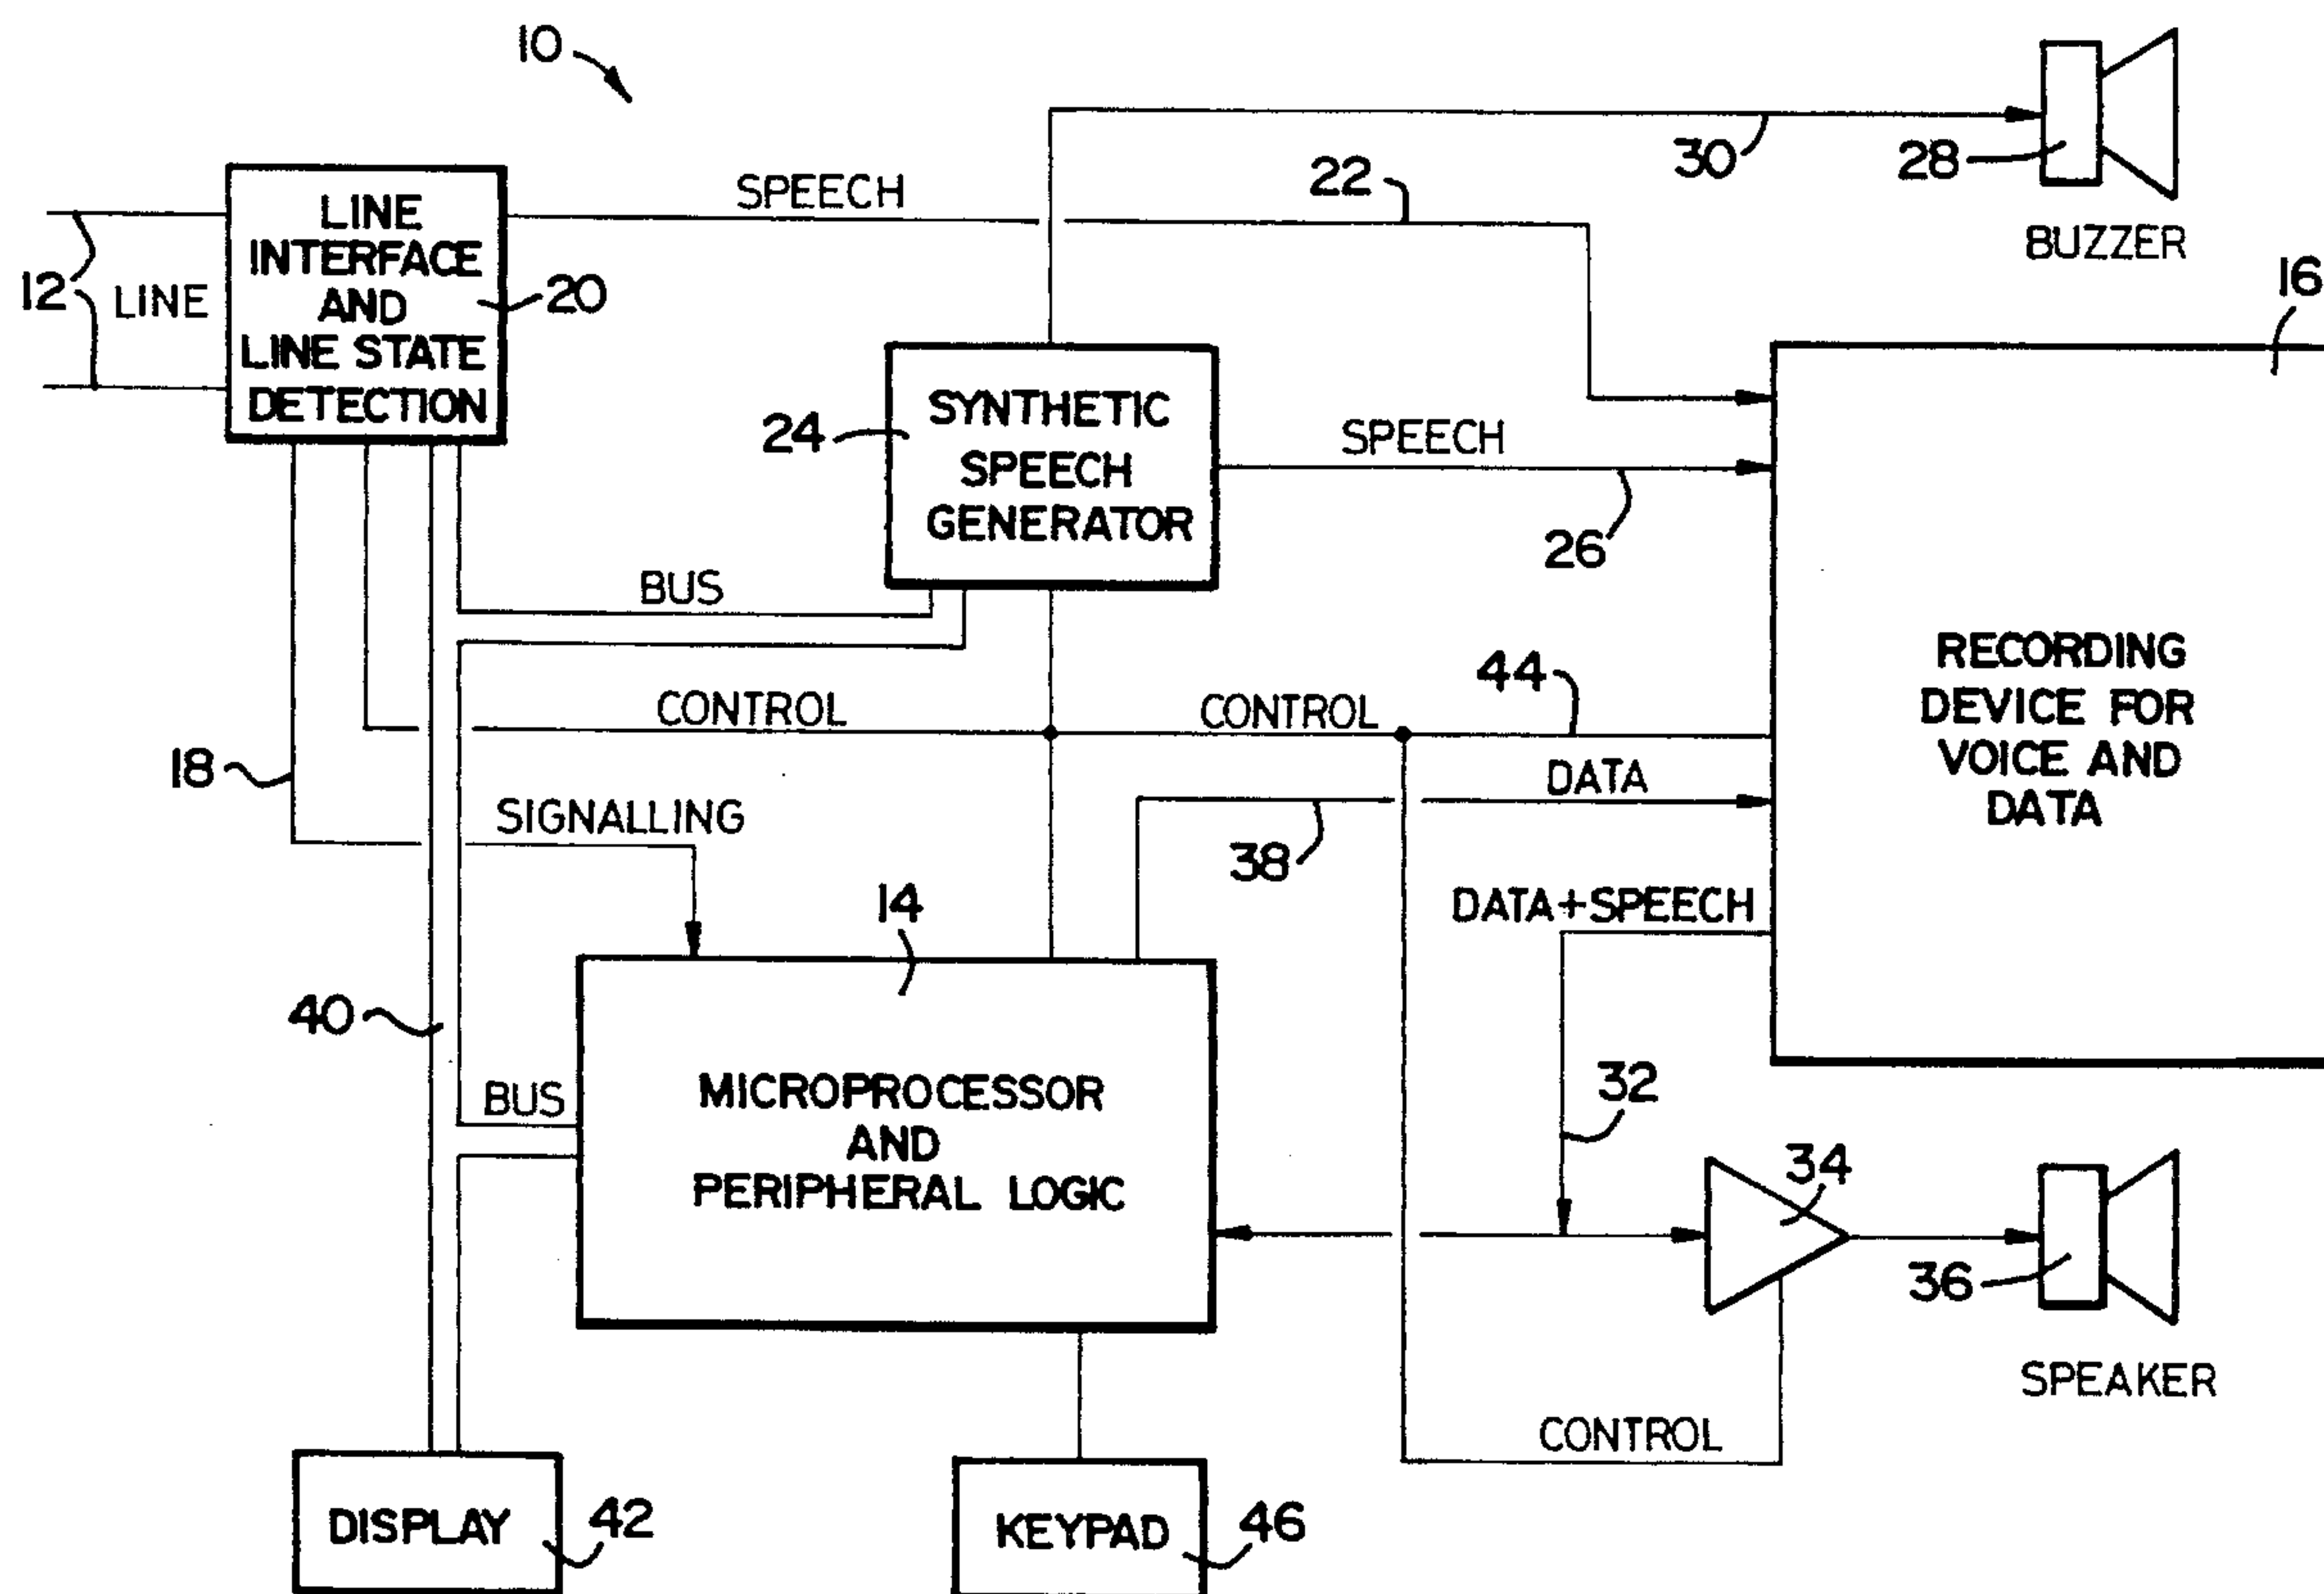 10
30
28
BUZZER
22
SPEECH
12
LINE
LINE
INTERFACE
AND
LINE STATE
DETECTION
20
16
24
SYNTHETIC
SPEECH
GENERATOR
SPEECH
26
BUS
RECORDING
DEVICE FOR
VOICE AND
DATA
CONTROL
CONTROL
44
18
SIGNALLING
DATA
38
14
DATA+SPEECH
40
BUS
MICROPROCESSOR
AND
PERIPHERAL LOGIC
32
34
36
SPEAKER
CONTROL
DISPLAY
42
KEYPAD
46